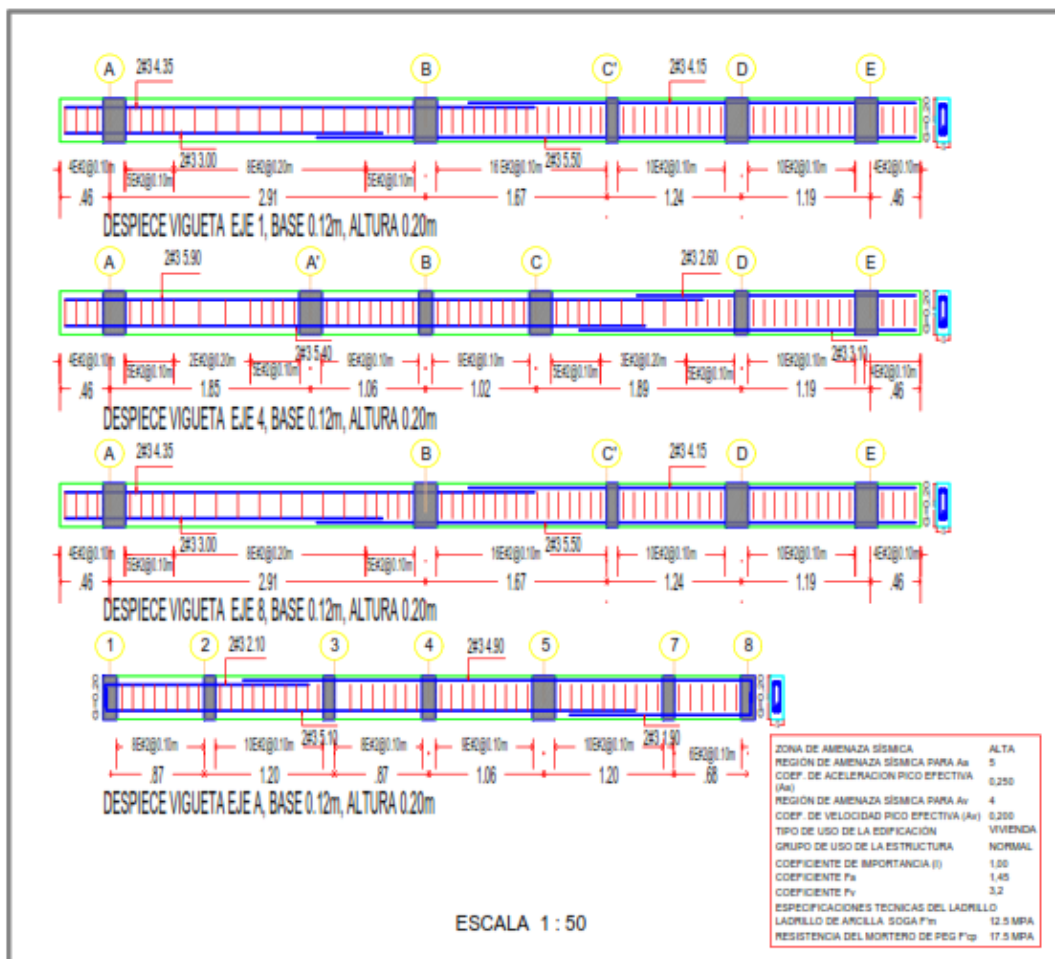 A B C' D E
2#3 4.35 2#3 4.15
2#3 3.00 2#3 5.50
4E#2@0.10m 5E#2@0.10m 8E#2@0.20m 5E#2@0.10m 16 E#2@0.10m 10E#2@0.10m 10E#2@0.10m 4E#2@0.10m
.46 2.91 1.67 1.24 1.19 .46
DESPIECE VIGUETA EJE 1, BASE 0.12m, ALTURA 0.20m
A A' B C D E
2#3 5.90 2#3 2.60
2#3 5.40 2#3 3.10
4E#2@0.10m 5E#2@0.10m 2E#2@0.20m 5E#2@0.10m 9E#2@0.10m 9E#2@0.10m 5E#2@0.10m 3E#2@0.20m 5E#2@0.10m 10E#2@0.10m 4E#2@0.10m
.46 1.85 1.06 1.02 1.89 1.19 .46
DESPIECE VIGUETA EJE 4, BASE 0.12m, ALTURA 0.20m
A B C' D E
2#3 4.35 2#3 4.15
2#3 3.00 2#3 5.50
4E#2@0.10m 5E#2@0.10m 8E#2@0.20m 5E#2@0.10m 16E#2@0.10m 10E#2@0.10m 10E#2@0.10m 4E#2@0.10m
.46 2.91 1.67 1.24 1.19 .46
DESPIECE VIGUETA EJE 8, BASE 0.12m, ALTURA 0.20m
1 2 3 4 5 7 8
2#3 2.10 2#3 4.90
2#3 5.10 2#3 1.90
10E#2@0.10m 10E#2@0.10m 6E#2@0.10m
.87 1.20 .87 1.06 1.20 .68
DESPIECE VIGUETA EJE A, BASE 0.12m, ALTURA 0.20m
ZONA DE AMENAZA SÍSMICA ALTA
REGIÓN DE AMENAZA SÍSMICA PARA Aa 5
COEF. DE ACELERACION PICO EFECTIVA (Aa) 0,250
REGIÓN DE AMENAZA SÍSMICA PARA Av 4
COEF. DE VELOCIDAD PICO EFECTIVA (Av) 0,200
TIPO DE USO DE LA EDIFICACIÓN VIVIENDA
GRUPO DE USO DE LA ESTRUCTURA NORMAL
COEFICIENTE DE IMPORTANCIA (I) 1,00
COEFICIENTE Fa 1,45
COEFICIENTE Fv 3,2
ESPECIFICACIONES TECNICAS DEL LADRILLO
LADRILLO DE ARCILLA SOGA F'm 12.5 MPA
RESISTENCIA DEL MORTERO DE PEG F'cp 17.5 MPA
ESCALA 1 : 50